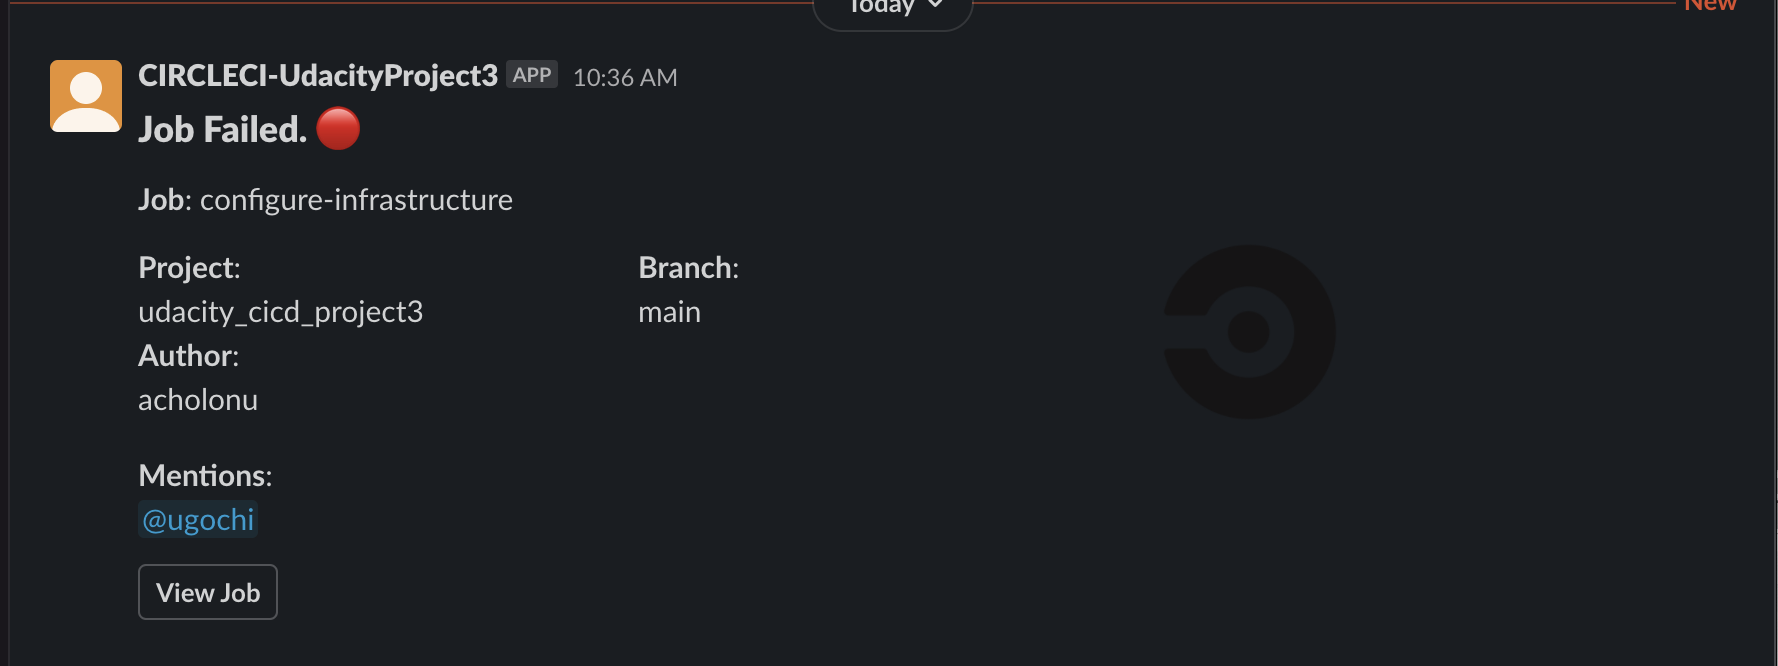 Today
New
CIRCLECI-UdacityProject3 APP 10:36 AM
Job Failed.
Job: configure-infrastructure
Project: Branch:
udacity_cicd_project3 main
Author:
acholonu
Mentions:
@ugochi
View Job